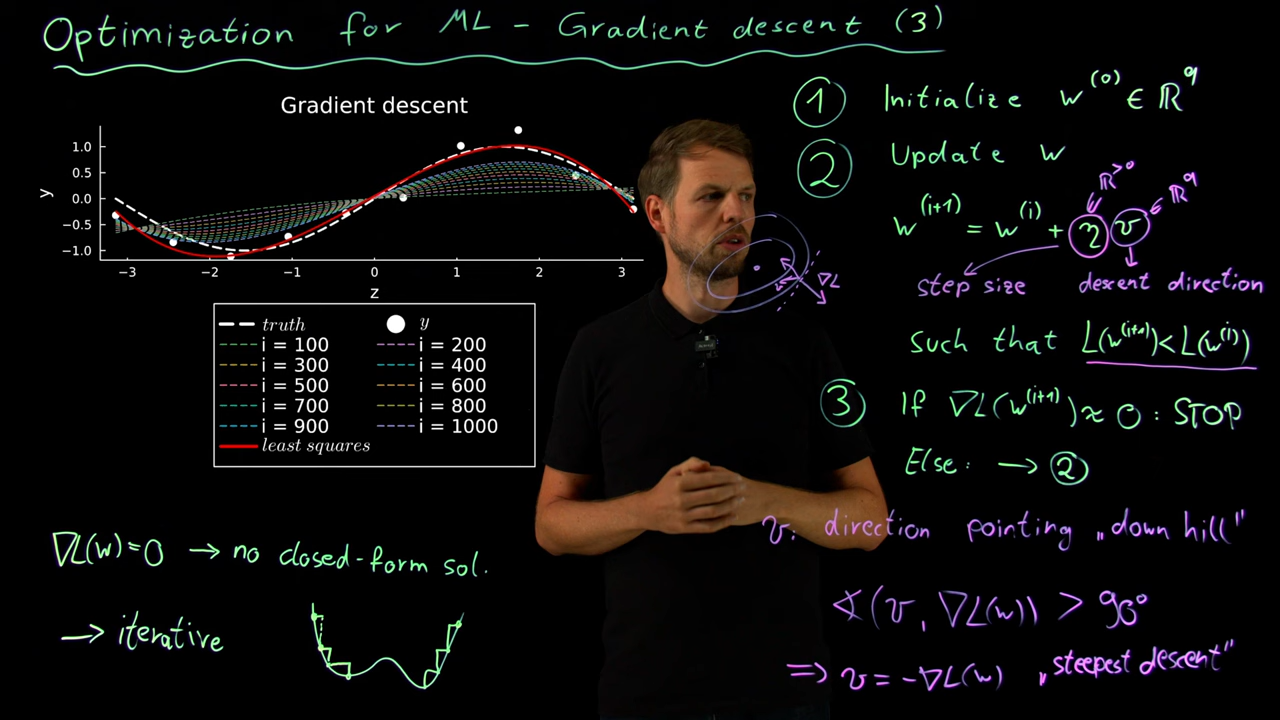 Optimization for ML - Gradient descent (3)
Gradient descent
y
1.0
0.5
0.0
−0.5
−1.0
−3 −2 −1 0 1 2 3
z
truth y
i = 100 i = 200
i = 300 i = 400
i = 500 i = 600
i = 700 i = 800
i = 900 i = 1000
least squares
∇L(w)=0 → no closed-form sol.
→ iterative
∇L
① Initialize w^(0) ∈ ℝ^q
② Update w
ℝ^>0
ℝ^q
w^(i+1) = w^(i) + η v
step size descent direction
such that L(w^(i+1))<L(w^(i))
③ If ∇L(w^(i+1))≈ 0 : STOP
Else: → ②
v: direction pointing „down hill"
∢(v, ∇L(w)) > 90°
⇒ v = -∇L(w) „steepest descent"